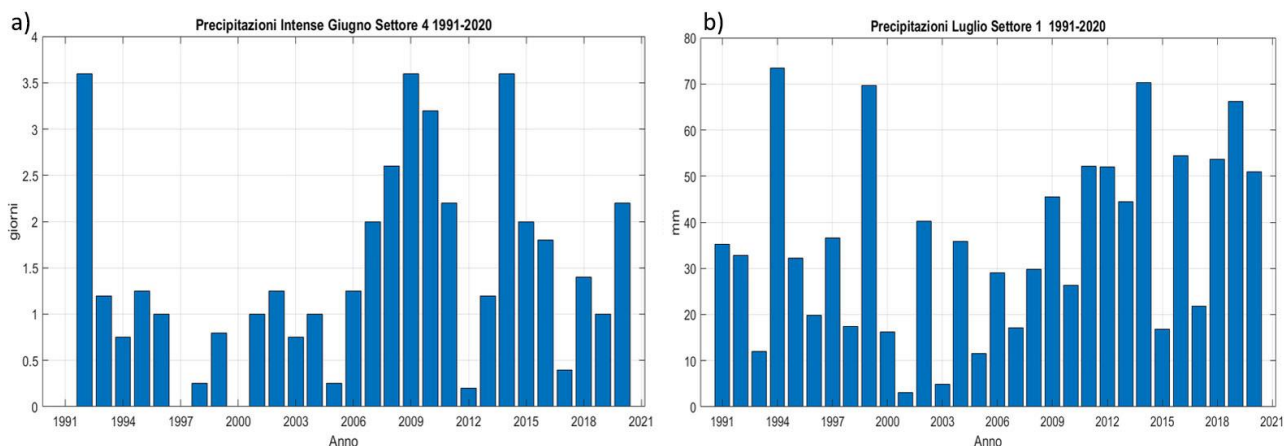 a)
Precipitazioni Intense Giugno Settore 4 1991-2020
4
3.5
3
2.5
2
1.5
1
0.5
0
giorni
1991 1994 1997 2000 2003 2006 2009 2012 2015 2018 2021
Anno
b)
Precipitazioni Luglio Settore 1 1991-2020
80
70
60
50
40
30
20
10
0
mm
1991 1994 1997 2000 2003 2006 2009 2012 2015 2018 2021
Anno